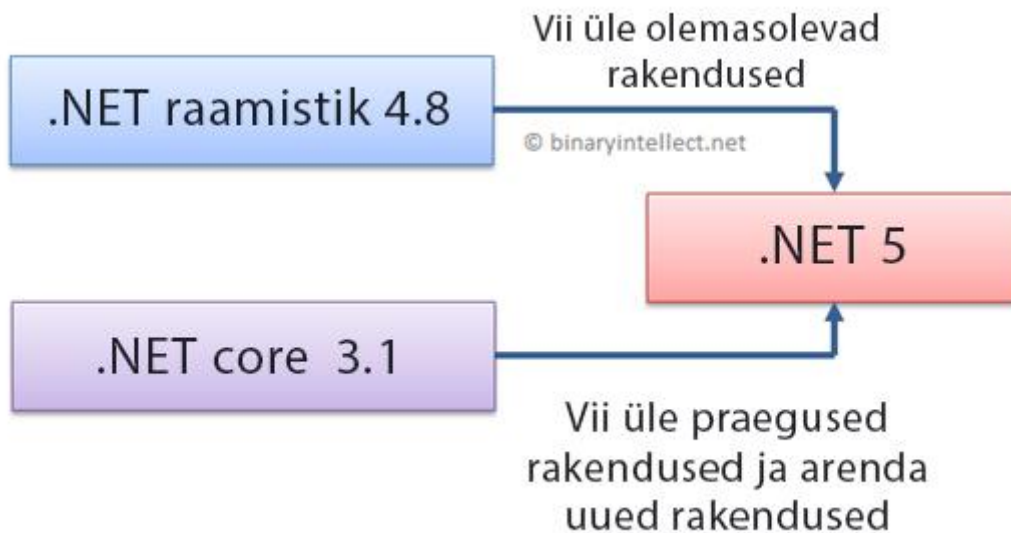 Vii üle olemasolevad
rakendused
.NET raamistik 4.8
© binaryintellect.net
.NET 5
.NET core 3.1
Vii üle praegused
rakendused ja arenda
uued rakendused